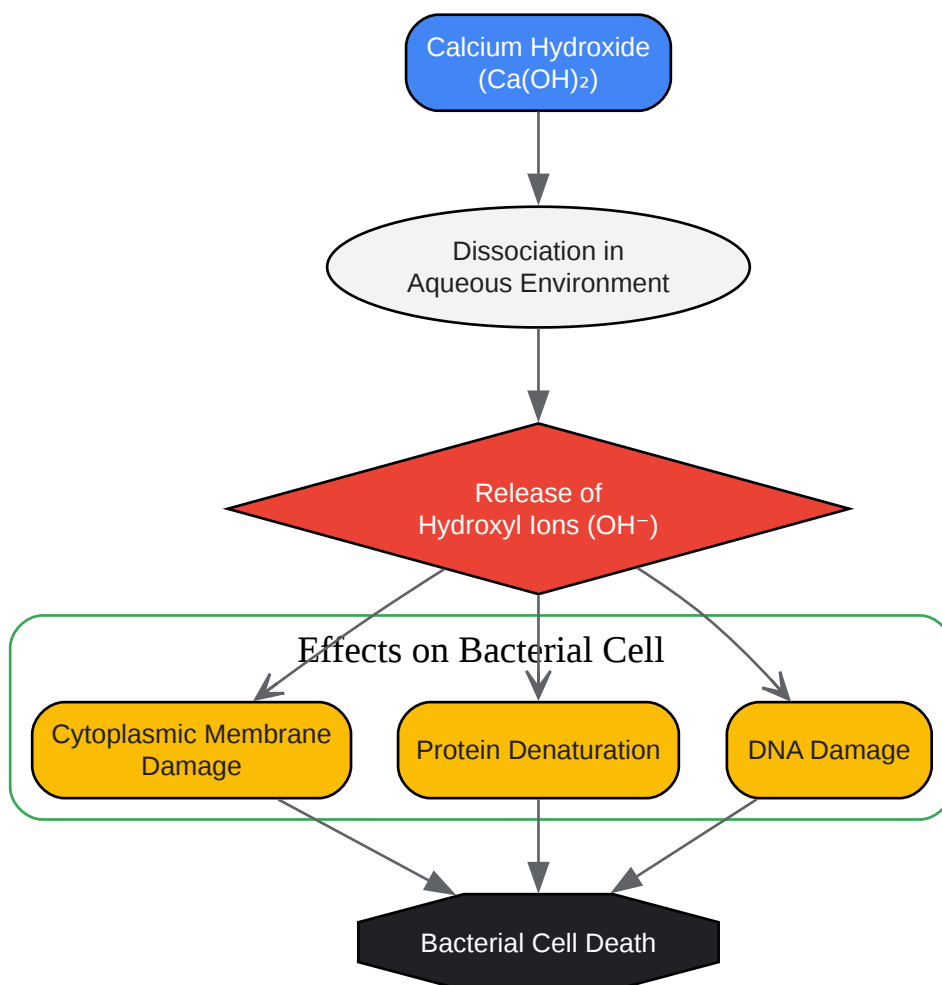 Calcium Hydroxide
(Ca(OH)₂)
Dissociation in
Aqueous Environment
Release of
Hydroxyl Ions (OH⁻)
Effects on Bacterial Cell
Cytoplasmic Membrane
Damage
Protein Denaturation
DNA Damage
Bacterial Cell Death